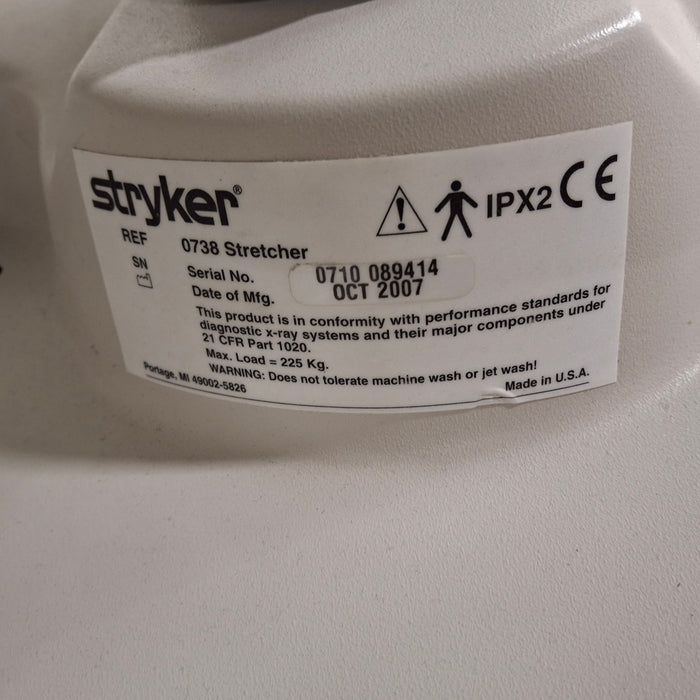 stryker®
IPX2 CE
REF 0738 Stretcher
SN Serial No. 0710 089414
Date of Mfg. OCT 2007
This product is in conformity with performance standards for
diagnostic x-ray systems and their major components under
21 CFR Part 1020.
Max. Load = 225 Kg.
WARNING: Does not tolerate machine wash or jet wash!
Portage, MI 49002-5826 Made in U.S.A.